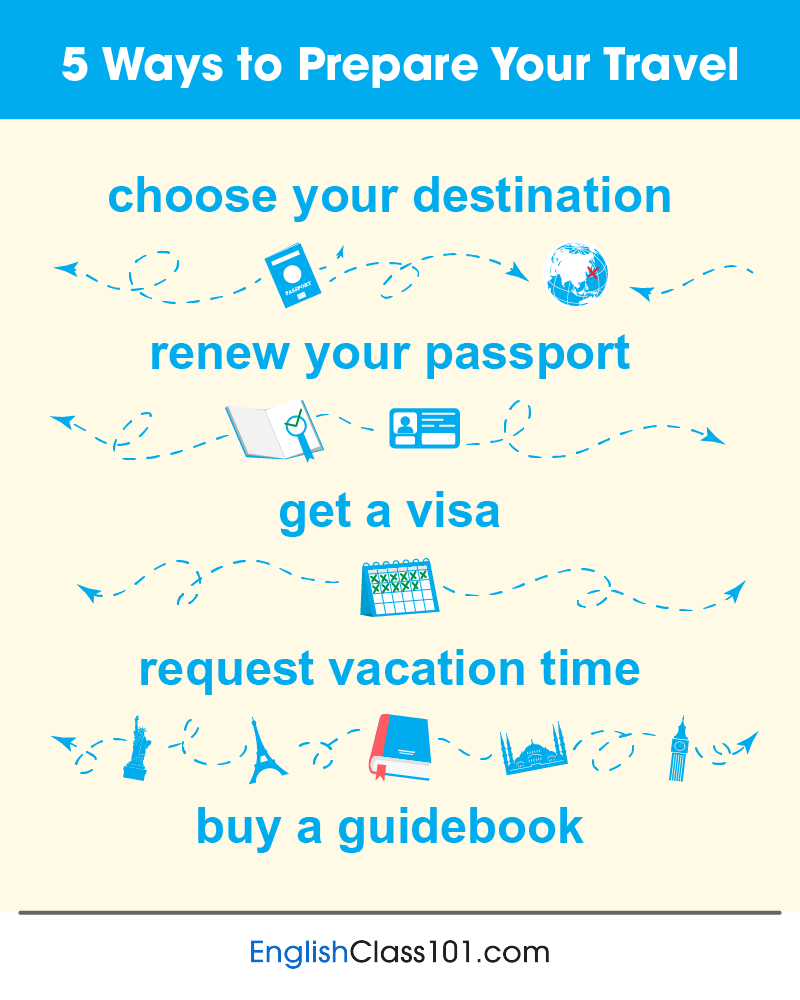 5 Ways to Prepare Your Travel
choose your destination
PASSPORT
renew your passport
get a visa
request vacation time
buy a guidebook
EnglishClass101.com